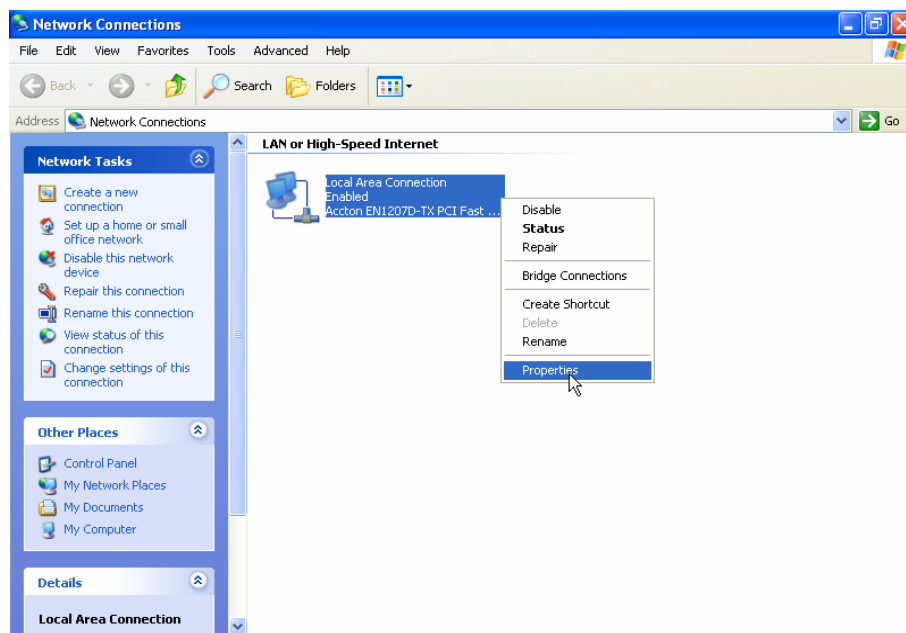 Network Connections
File Edit View Favorites Tools Advanced Help
Back Search Folders
Address Network Connections Go
Network Tasks
Create a new
connection
Set up a home or small
office network
Disable this network
device
Repair this connection
Rename this connection
View status of this
connection
Change settings of this
connection
Other Places
Control Panel
My Network Places
My Documents
My Computer
Details
Local Area Connection
LAN or High-Speed Internet
Local Area Connection
Enabled
Accton EN1207D-TX PCI Fast ...
Disable
Status
Repair
Bridge Connections
Create Shortcut
Delete
Rename
Properties